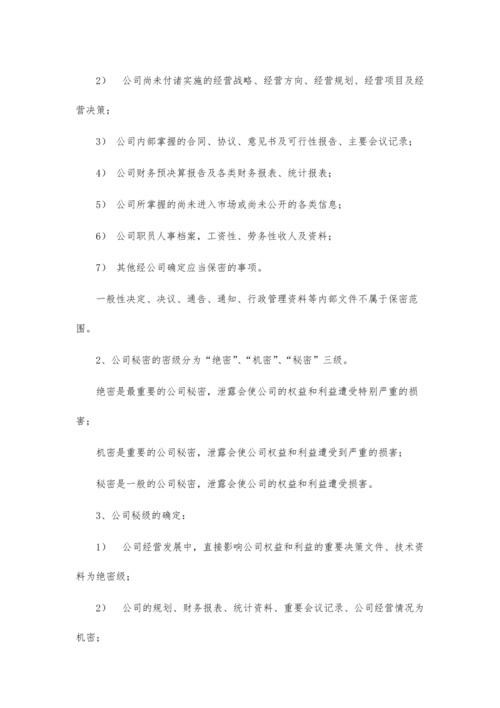 2） 公司尚未付诸实施的经营战略、经营方向、经营规划、经营项目及经
营决策；
3） 公司内部掌握的合同、协议、意见书及可行性报告、主要会议记录；
4） 公司财务预决算报告及各类财务报表、统计报表；
5） 公司所掌握的尚未进入市场或尚未公开的各类信息；
6） 公司职员人事档案，工资性、劳务性收人及资料；
7） 其他经公司确定应当保密的事项。
一般性决定、决议、通告、通知、行政管理资料等内部文件不属于保密范
围。
2、公司秘密的密级分为“绝密”、“机密”、“秘密”三级。
绝密是最重要的公司秘密，泄露会使公司的权益和利益遭受特别严重的损
害；
机密是重要的公司秘密，泄露会使公司权益和利益遭受到严重的损害；
秘密是一般的公司秘密，泄露会使公司的权益和利益遭受损害。
3、公司秘级的确定：
1） 公司经营发展中，直接影响公司权益和利益的重要决策文件、技术资
料为绝密级；
2） 公司的规划、财务报表、统计资料、重要会议记录、公司经营情况为
机密；